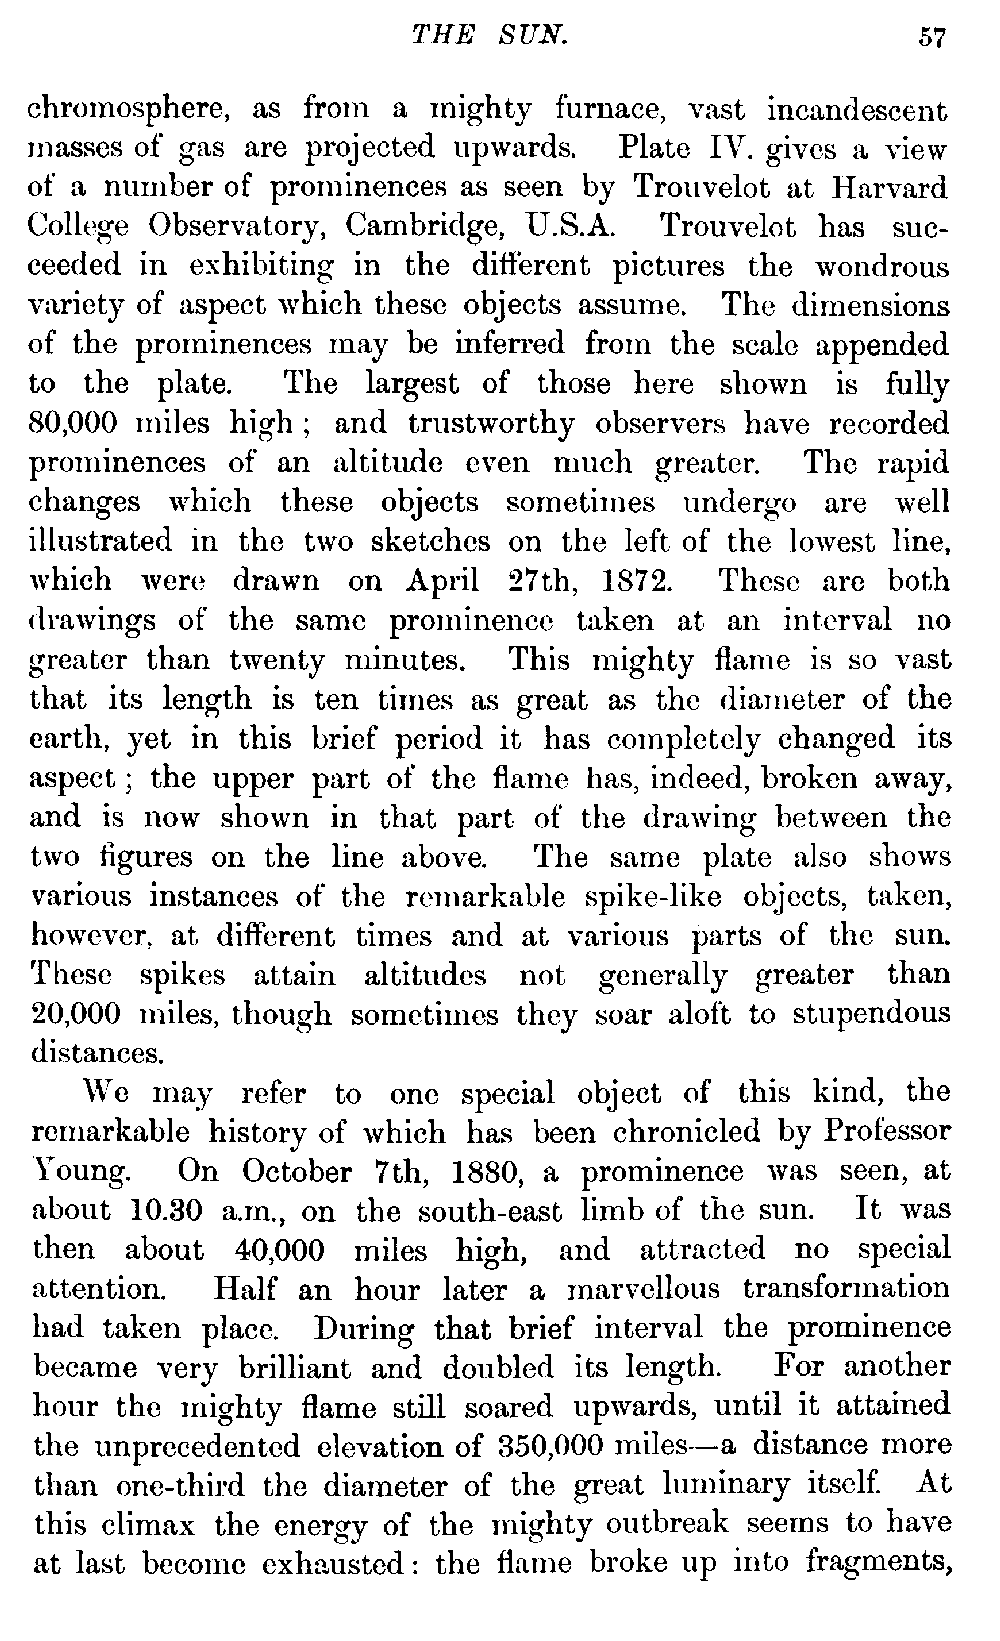 THE SUN. 57
chromosphere, as from a mighty furnace, vast incandescent
masses of gas are projected upwards. Plate IV. gives a view
of a number of prominences as seen by Trouvelot at Harvard
College Observatory, Cambridge, U.S.A. Trouvelot has suc-
ceeded in exhibiting in the different pictures the wondrous
variety of aspect which these objects assume. The dimensions
of the prominences may be inferred from the scale appended
to the plate. The largest of those here shown is fully
80,000 miles high; and trustworthy observers have recorded
prominences of an altitude even much greater. The rapid
changes which these objects sometimes undergo are well
illustrated in the two sketches on the left of the lowest line,
which were drawn on April 27th, 1872. These are both
drawings of the same prominence taken at an interval no
greater than twenty minutes. This mighty flame is so vast
that its length is ten times as great as the diameter of the
earth, yet in this brief period it has completely changed its
aspect; the upper part of the flame has, indeed, broken away,
and is now shown in that part of the drawing between the
two figures on the line above. The same plate also shows
various instances of the remarkable spike-like objects, taken,
however, at different times and at various parts of the sun.
These spikes attain altitudes not generally greater than
20,000 miles, though sometimes they soar aloft to stupendous
distances.
We may refer to one special object of this kind, the
remarkable history of which has been chronicled by Professor
Young. On October 7th, 1880, a prominence was seen, at
about 10.30 a.m., on the south-east limb of the sun. It was
then about 40,000 miles high, and attracted no special
attention. Half an hour later a marvellous transformation
had taken place. During that brief interval the prominence
became very brilliant and doubled its length. For another
hour the mighty flame still soared upwards, until it attained
the unprecedented elevation of 350,000 miles—a distance more
than one-third the diameter of the great luminary itself. At
this climax the energy of the mighty outbreak seems to have
at last become exhausted: the flame broke up into fragments,